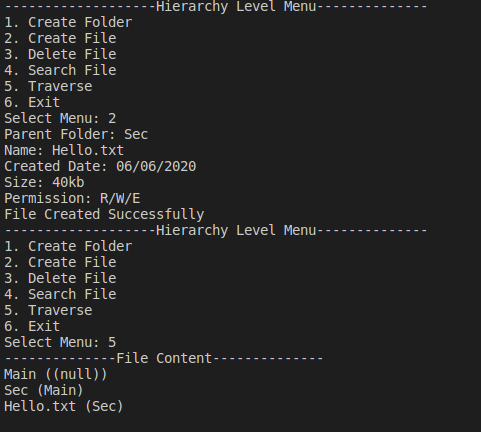 -------------------Hierarchy Level Menu--------------
1. Create Folder
2. Create File
3. Delete File
4. Search File
5. Traverse
6. Exit
Select Menu: 2
Parent Folder: Sec
Name: Hello.txt
Created Date: 06/06/2020
Size: 40kb
Permission: R/W/E
File Created Successfully
-------------------Hierarchy Level Menu--------------
1. Create Folder
2. Create File
3. Delete File
4. Search File
5. Traverse
6. Exit
Select Menu: 5
--------------File Content--------------
Main ((null))
Sec (Main)
Hello.txt (Sec)